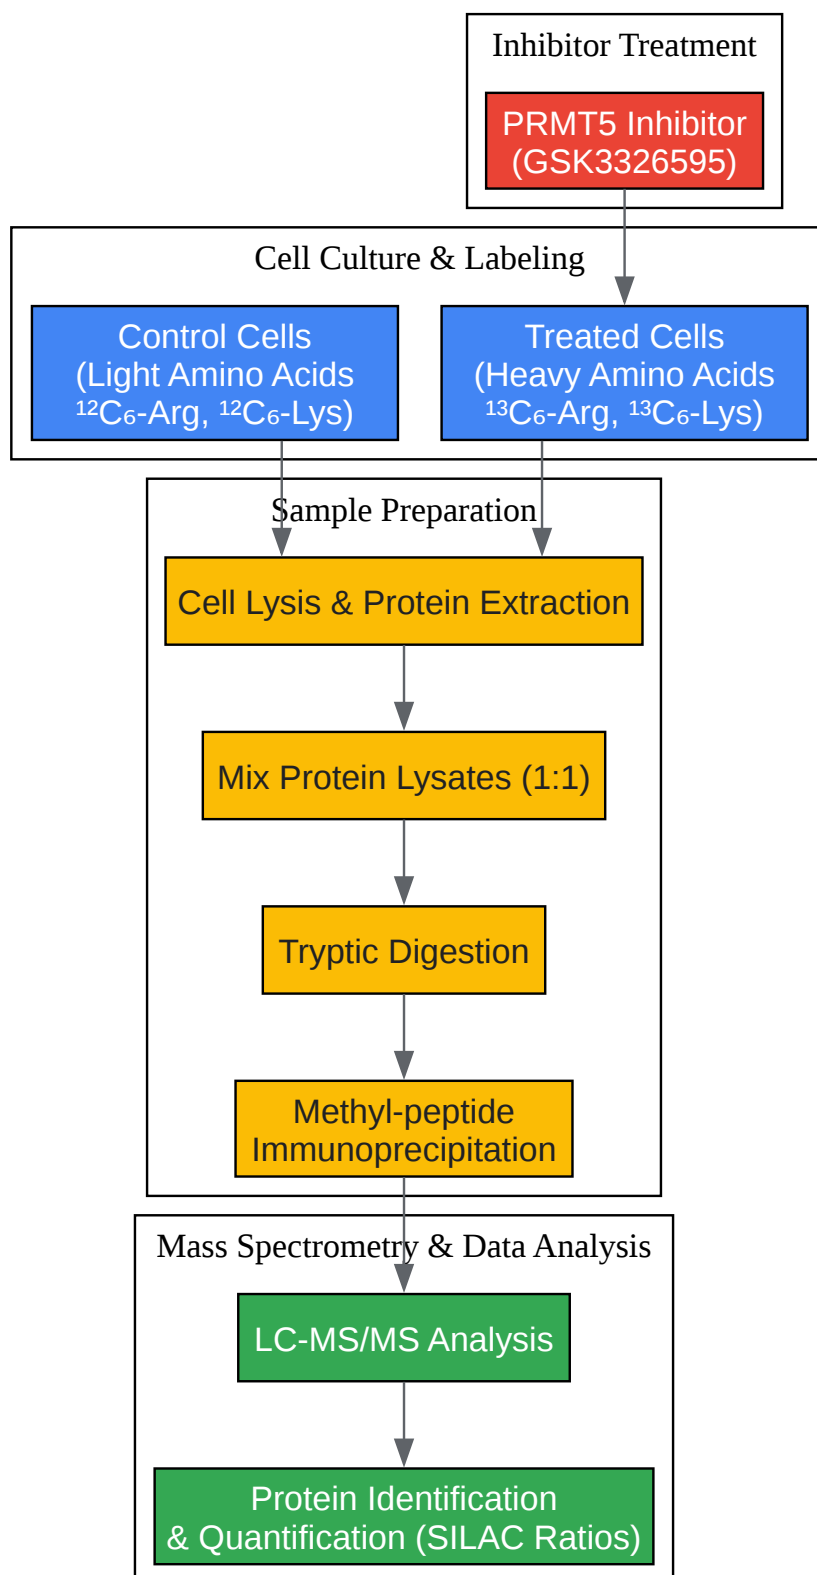 Inhibitor Treatment
PRMT5 Inhibitor
(GSK3326595)
Cell Culture & Labeling
Control Cells
(Light Amino Acids
¹²C₆-Arg, ¹²C₆-Lys)
Treated Cells
(Heavy Amino Acids
¹³C₆-Arg, ¹³C₆-Lys)
Sample Preparation
Cell Lysis & Protein Extraction
Mix Protein Lysates (1:1)
Tryptic Digestion
Methyl-peptide
Immunoprecipitation
Mass Spectrometry & Data Analysis
LC-MS/MS Analysis
Protein Identification
& Quantification (SILAC Ratios)